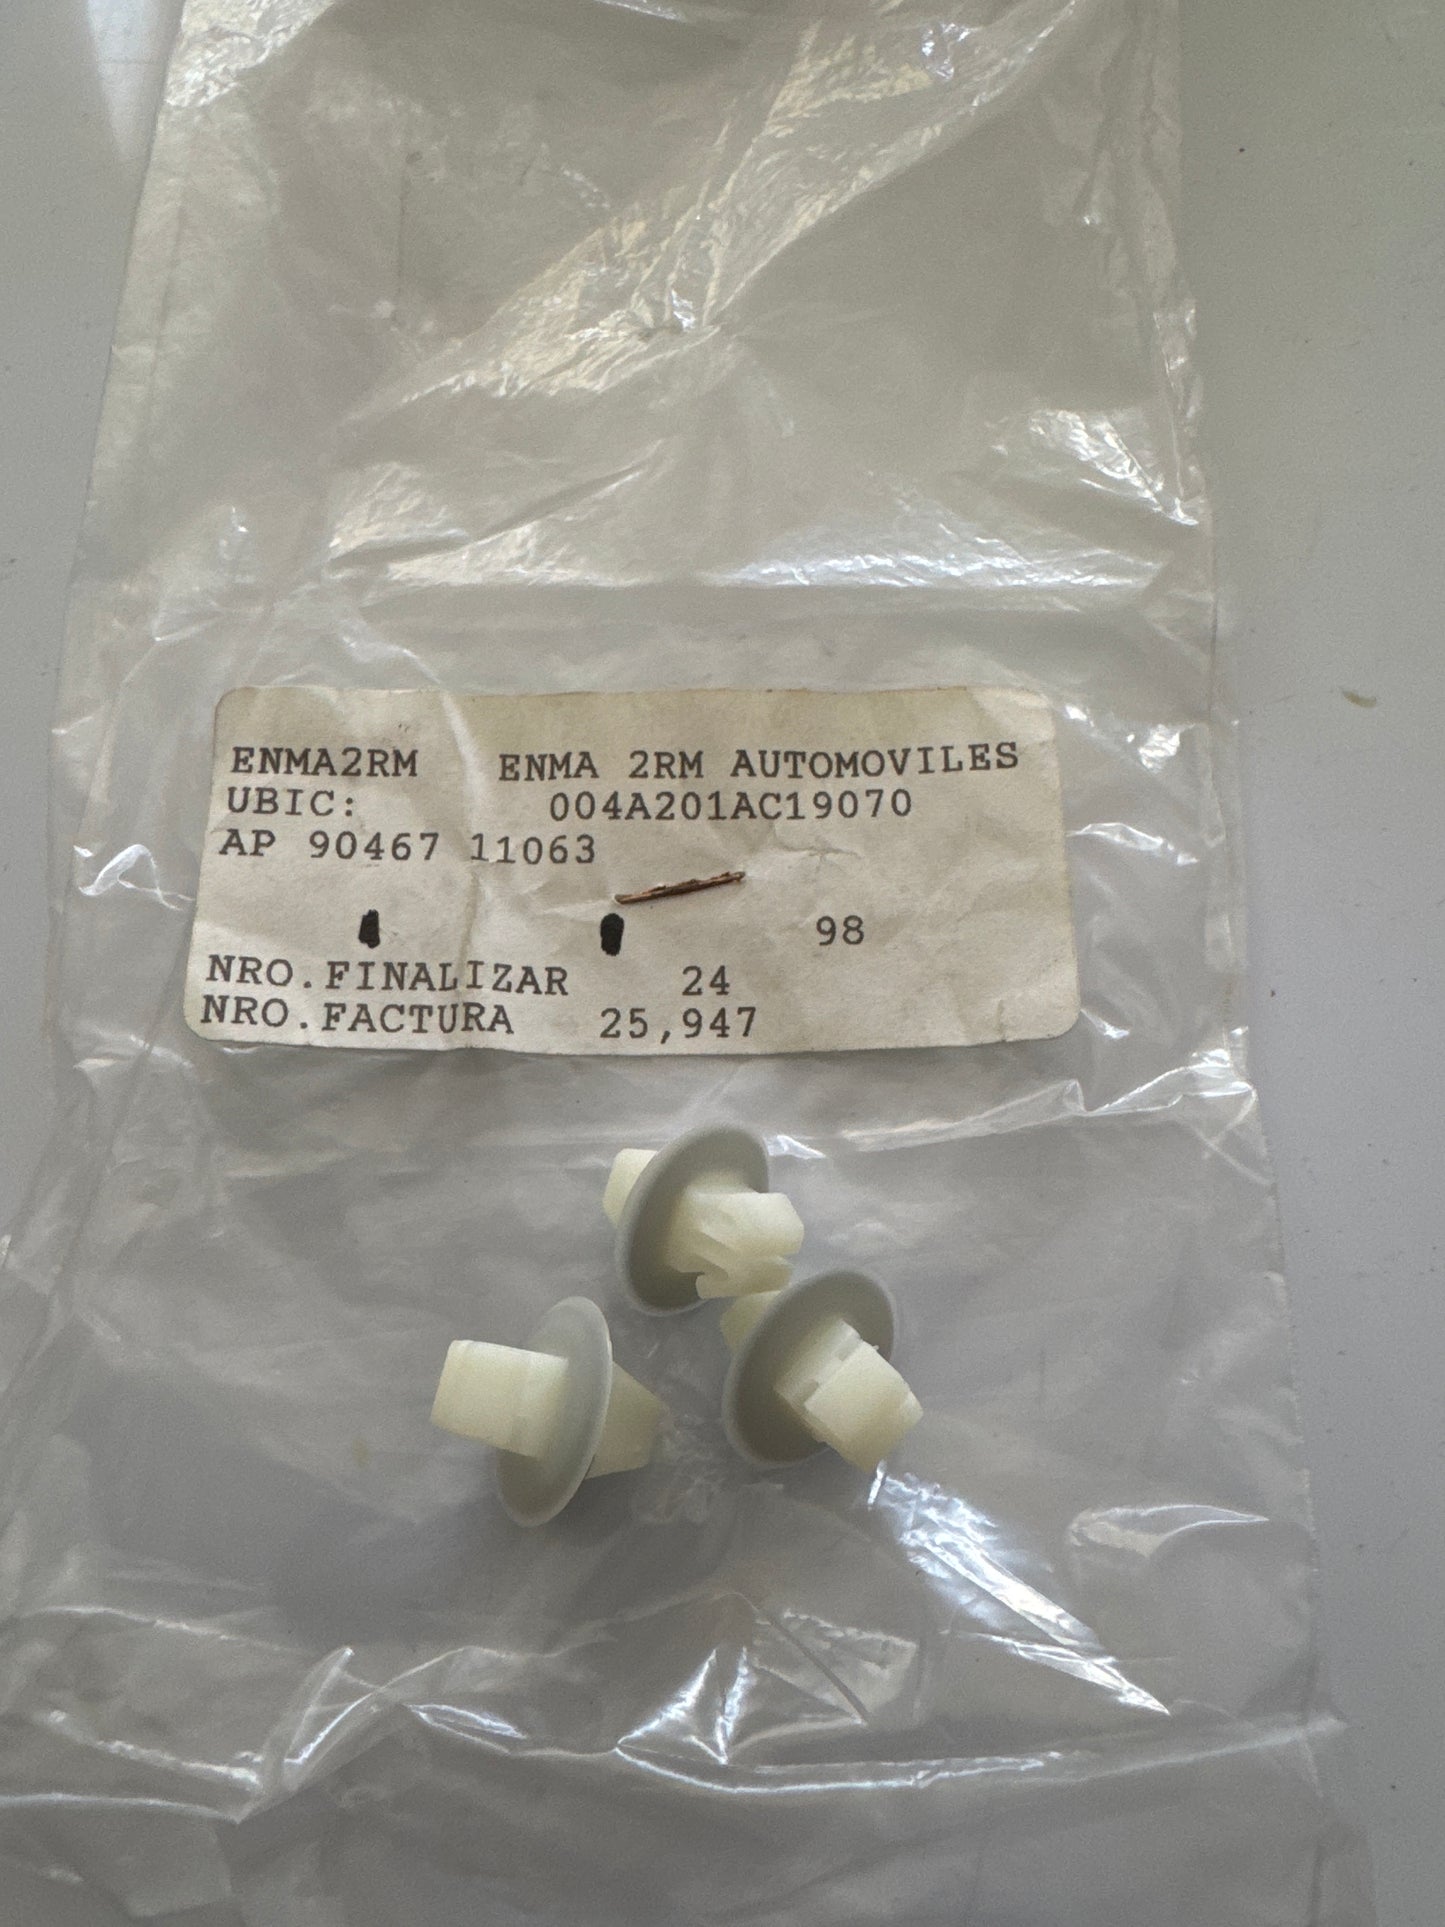 ENMA2RM ENMA 2RM AUTOMOVILES
UBIC: 004A201AC19070
AP 90467 11063
98
NRO.FINALIZAR 24
NRO.FACTURA 25,947